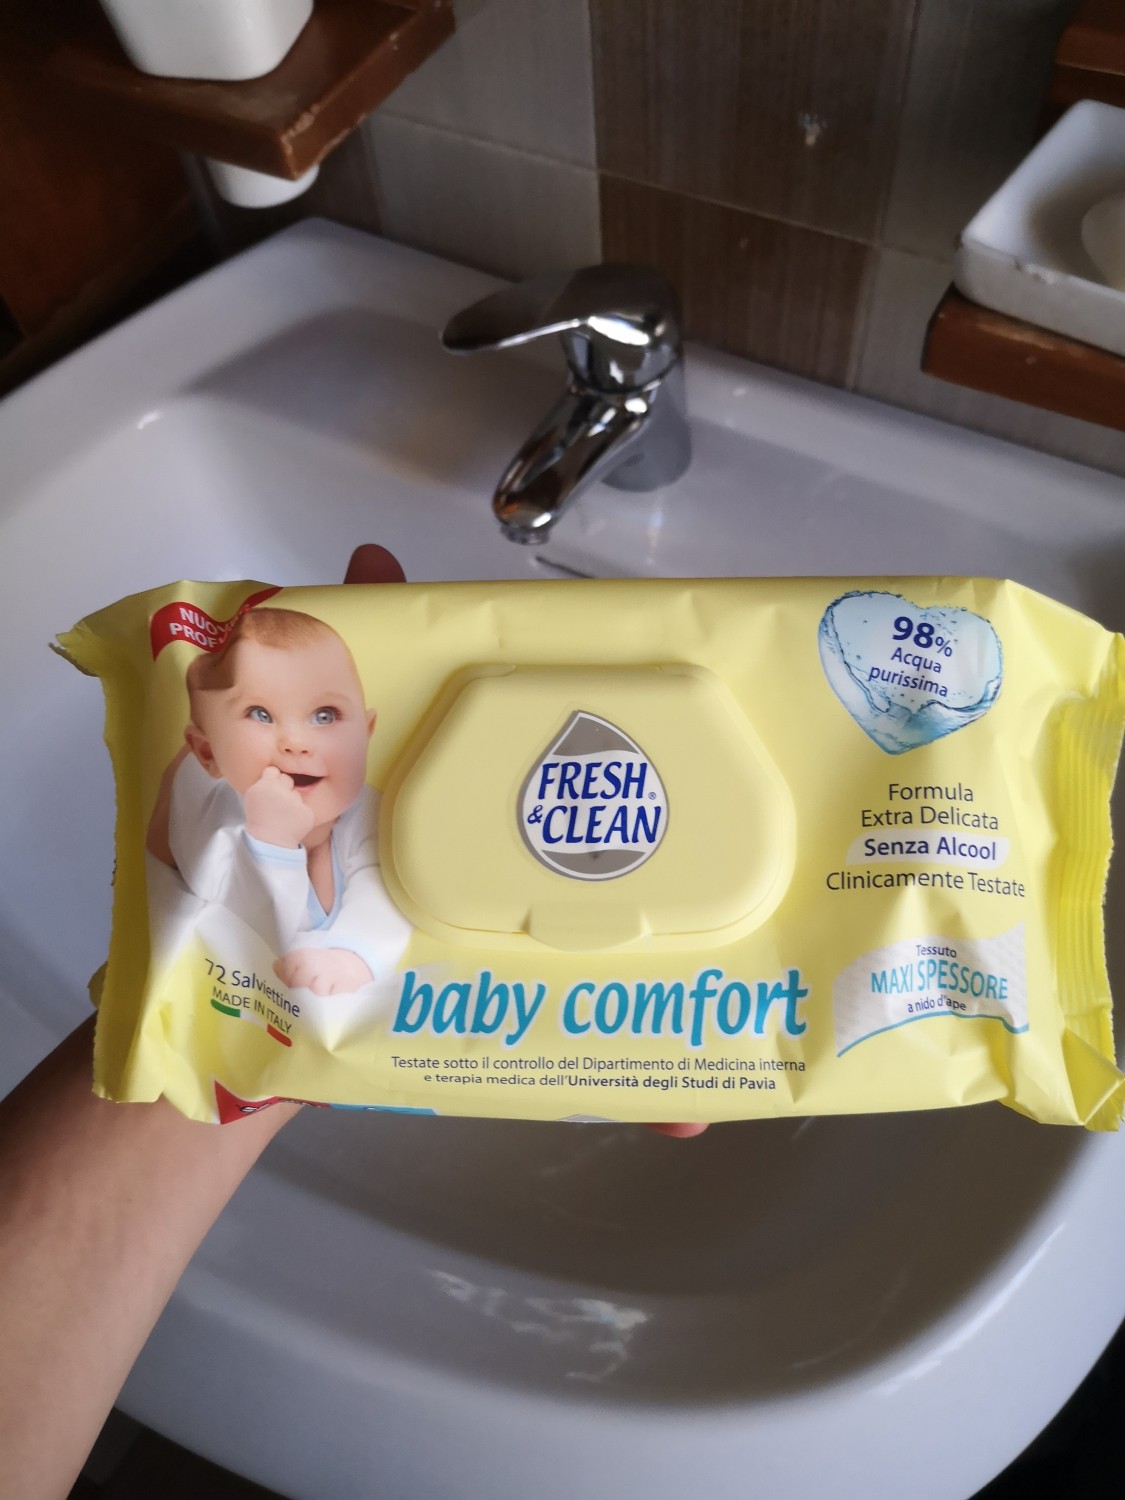 98%
Acqua
purissima
FRESH
&CLEAN®
Formula
Extra Delicata
Senza Alcool
Clinicamente Testate
Tessuto
MAXI SPESSORE
a nido d'ape
72 Salviettine
MADE IN ITALY
baby comfort
Testate sotto il controllo del Dipartimento di Medicina interna
e terapia medica dell'Università degli Studi di Pavia